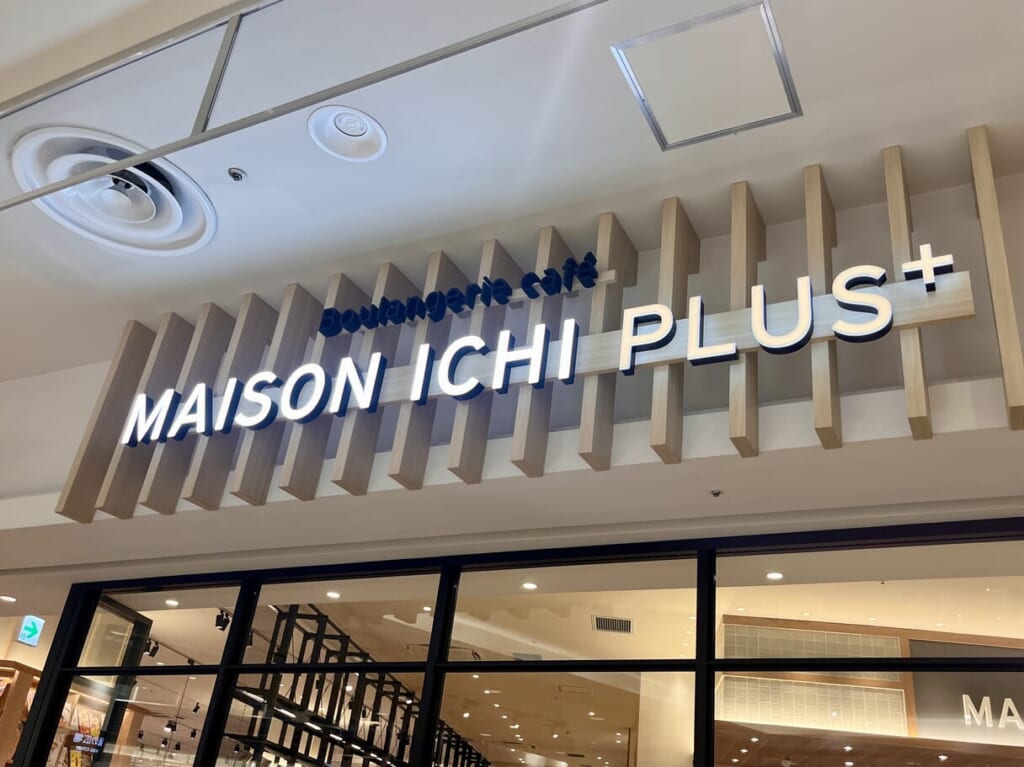 Boulangerie café
MAISON ICHI PLUS+
MA